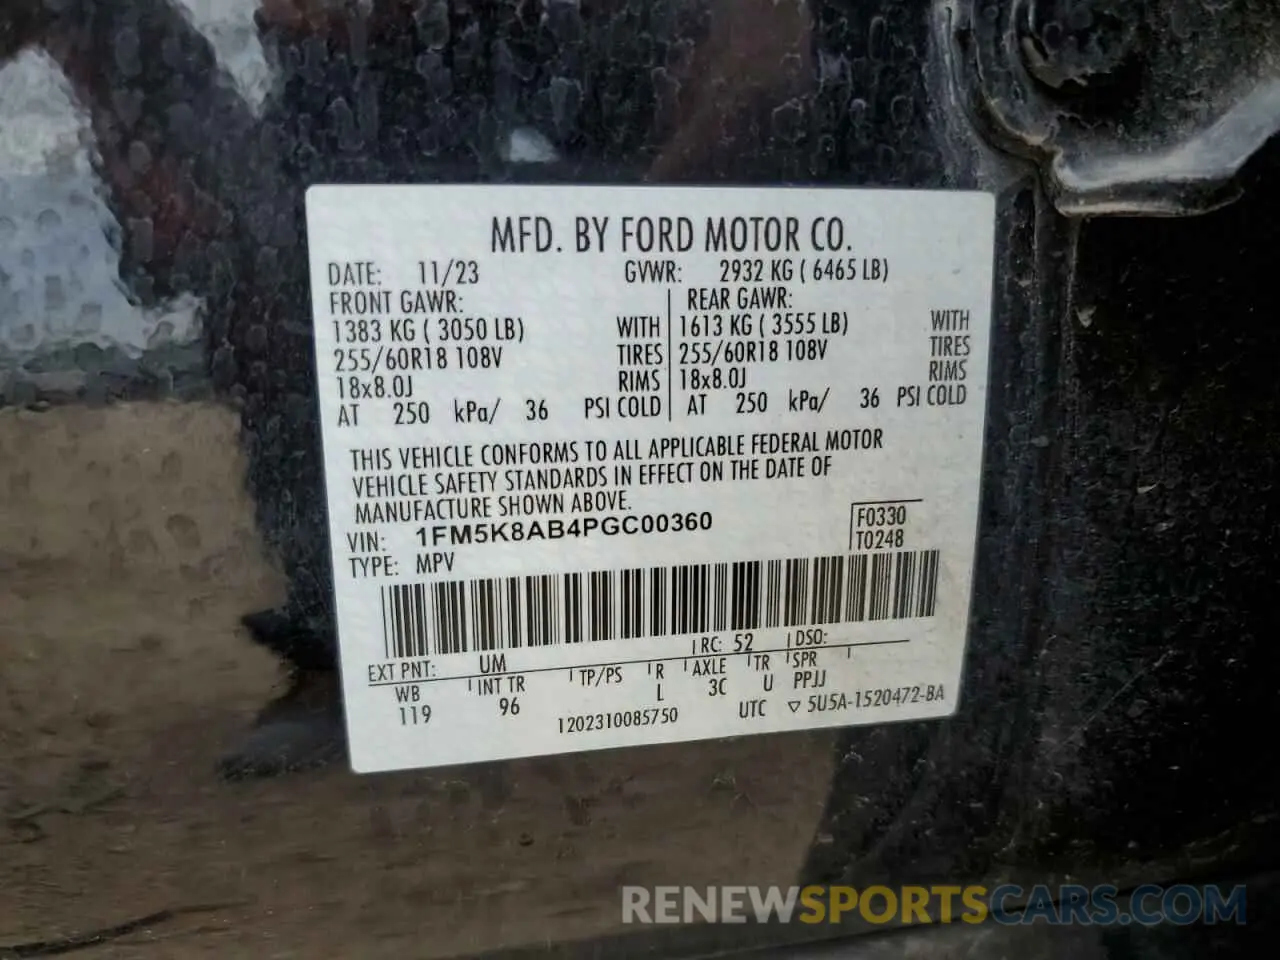 MFD. BY FORD MOTOR CO.
DATE: 11/23 GVWR: 2932 KG ( 6465 LB)
FRONT GAWR: REAR GAWR:
1383 KG ( 3050 LB) WITH 1613 KG ( 3555 LB) WITH
255/60R18 108V TIRES 255/60R18 108V TIRES
18x8.0J RIMS 18x8.0J RIMS
AT 250 kPa/ 36 PSI COLD AT 250 kPa/ 36 PSI COLD
THIS VEHICLE CONFORMS TO ALL APPLICABLE FEDERAL MOTOR
VEHICLE SAFETY STANDARDS IN EFFECT ON THE DATE OF
MANUFACTURE SHOWN ABOVE.
VIN: 1FM5K8AB4PGC00360 F0330
TYPE: MPV T0248
EXT PNT: UM RC: 52 DSO:
WB INT TR TP/PS R AXLE TR SPR
119 96 L 3C U PPJJ
1202310085750 UTC ▽ 5U5A-1520472-BA
RENEWSPORTSCARS.COM